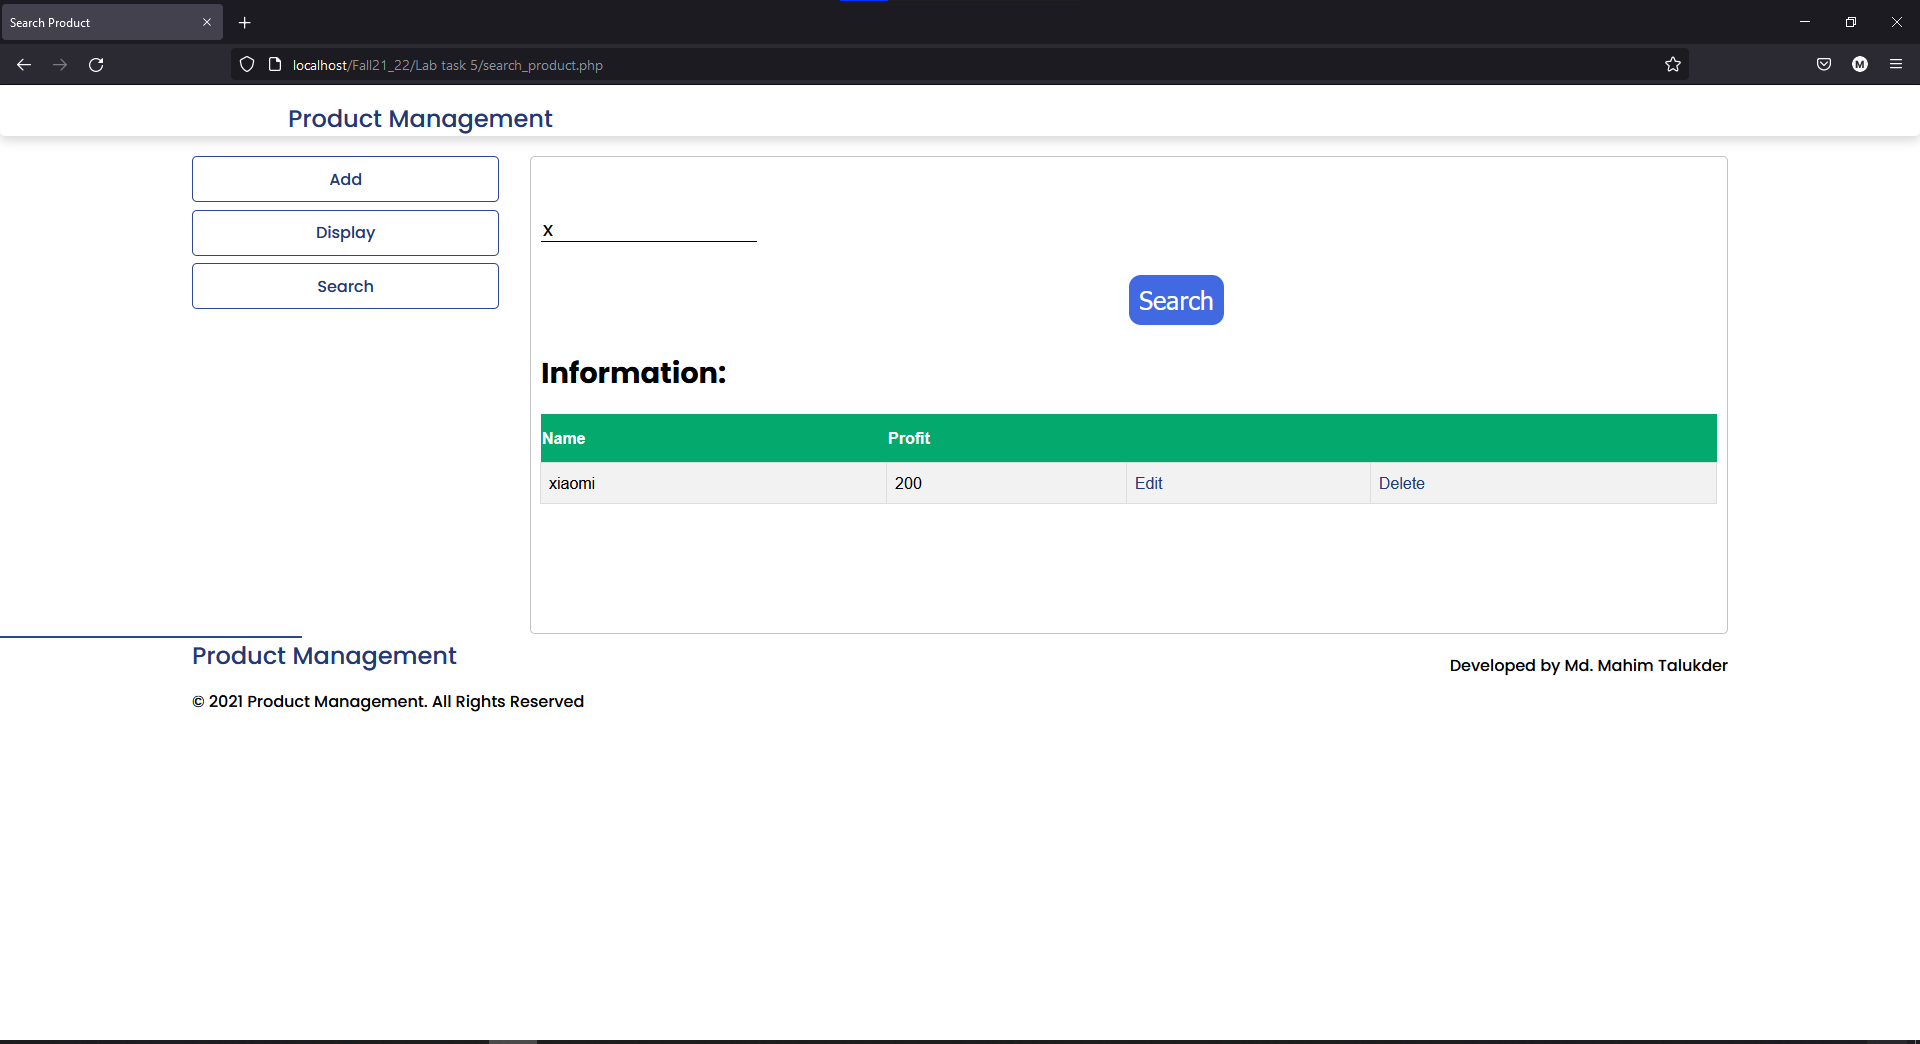 Search Product
localhost/Fall21_22/Lab task 5/search_product.php
M
Product Management
Add
Display
Search
x
Search
Information:
Name Profit
xiaomi 200 Edit Delete
Product Management
Developed by Md. Mahim Talukder
© 2021 Product Management. All Rights Reserved